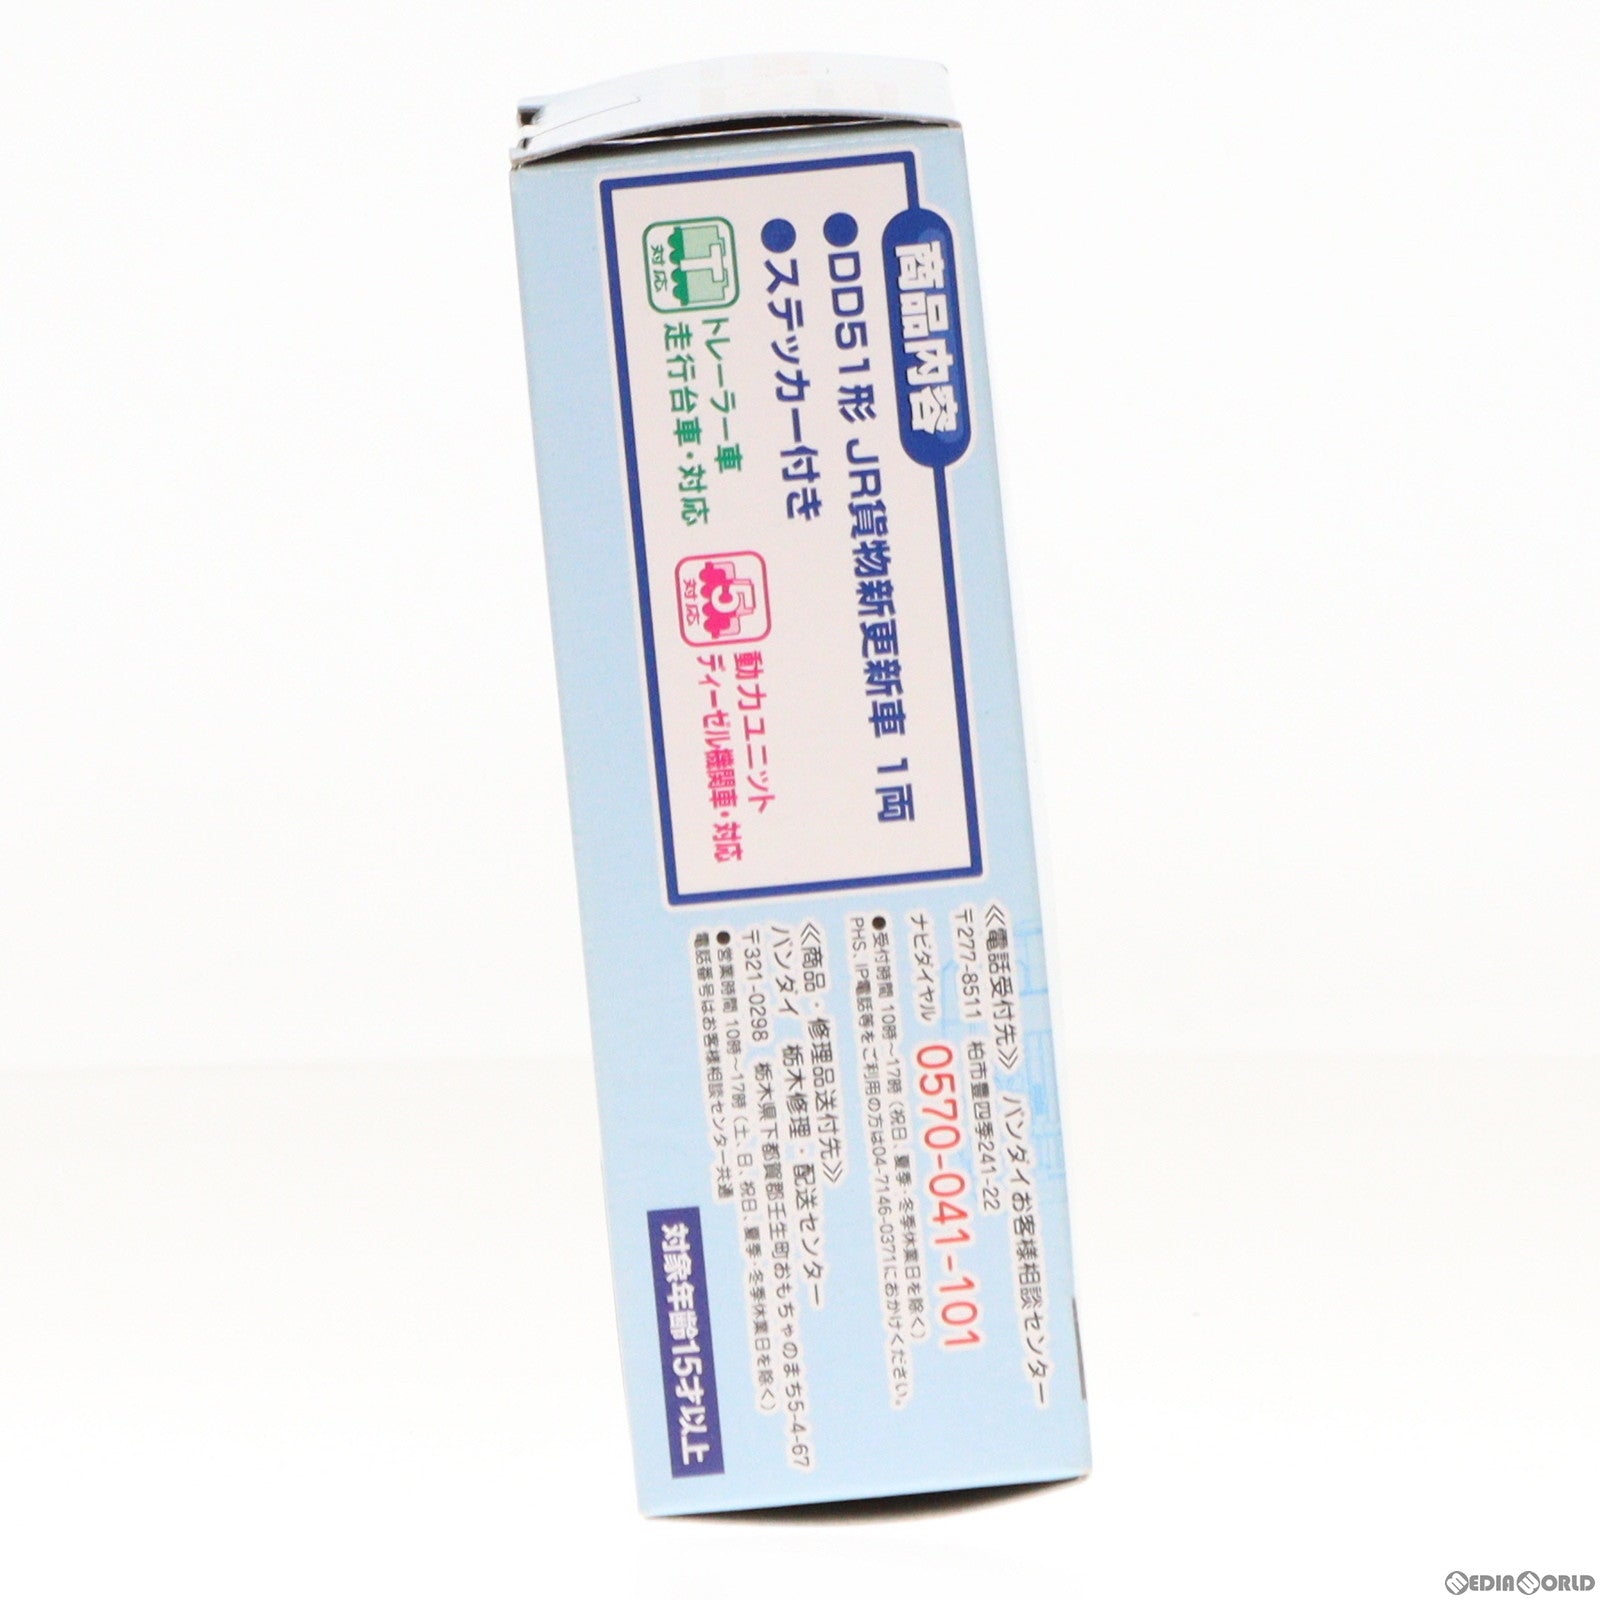 商品内容
●DD51形 JR貨物新更新車 1両
●ステッカー付き
T
対応
トレーラー車
走行台車・対応
5
対応
動力ユニット
ディーゼル機関車・対応
≪電話受付先≫ バンダイお客様相談センター
〒277-8511 柏市豊四季241-22
ナビダイヤル 0570-041-101
●受付時間 10時～17時(祝日、夏季・冬季休業日を除く)
PHS、IP電話等をご利用の方は04-7146-0371におかけください。
≪商品・修理品送付先≫
バンダイ 栃木修理・配送センター
〒321-0298 栃木県下都賀郡壬生町おもちゃのまち5-4-67
●営業時間 10時～17時(土、日、祝日、夏季・冬季休業日を除く)
電話番号はお客様相談センター共通
対象年齢15才以上
MEDIAWORLD